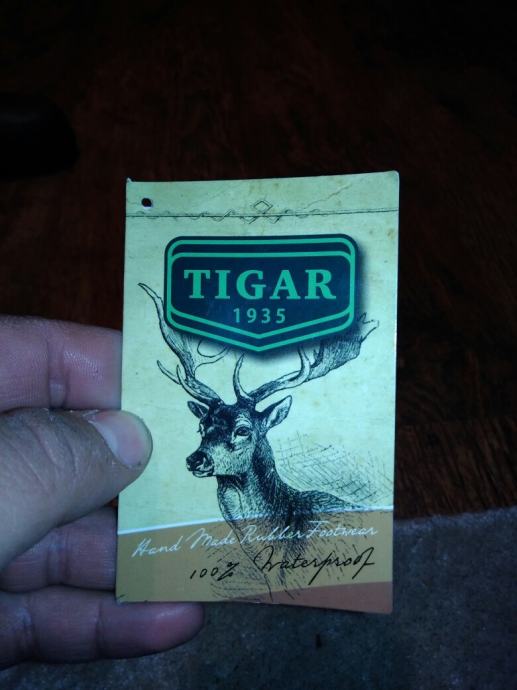 TIGAR
1935
Hand Made Rubber Footwear
100% Waterproof